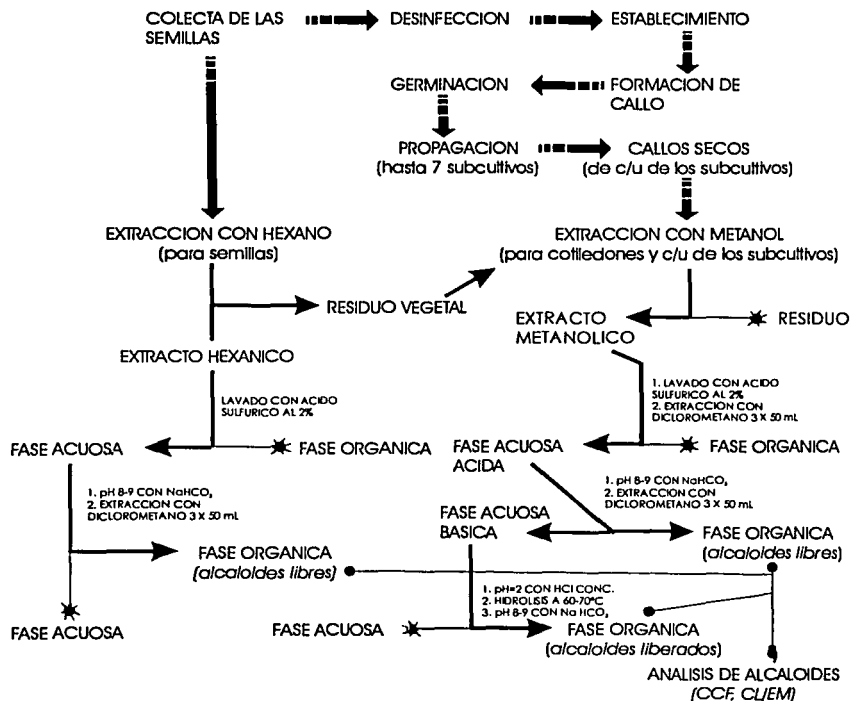 COLECTA DE LAS
SEMILLAS
DESINFECCION
ESTABLECIMIENTO
GERMINACION
FORMACION DE
CALLO
PROPAGACION
(hasta 7 subcultivos)
CALLOS SECOS
(de c/u de los subcultivos)
EXTRACCION CON HEXANO
(para semillas)
EXTRACCION CON METANOL
(para cotiledones y c/u de los subcultivos)
RESIDUO VEGETAL
EXTRACTO
METANOLICO
RESIDUO
EXTRACTO HEXANICO
LAVADO CON ACIDO
SULFURICO AL 2%
1. LAVADO CON ACIDO
SULFURICO AL 2%
2. EXTRACCION CON
DICLOROMETANO 3 X 50 mL
FASE ACUOSA
FASE ORGANICA
FASE ACUOSA
ACIDA
FASE ORGANICA
1. pH 8-9 CON NaHCO₃
2. EXTRACCION CON
DICLOROMETANO 3 X 50 mL
1. pH 8-9 CON NaHCO₃
2. EXTRACCION CON
DICLOROMETANO 3 X 50 mL
FASE ACUOSA
BASICA
FASE ORGANICA
(alcaloides libres)
FASE ORGANICA
(alcaloides libres)
1. pH=2 CON HCl CONC.
2. HIDROLISIS A 60-70°C
3. pH 8-9 CON Na HCO₃
FASE ACUOSA
FASE ACUOSA
FASE ORGANICA
(alcaloides liberados)
ANALISIS DE ALCALOIDES
(CCF, CL/EM)